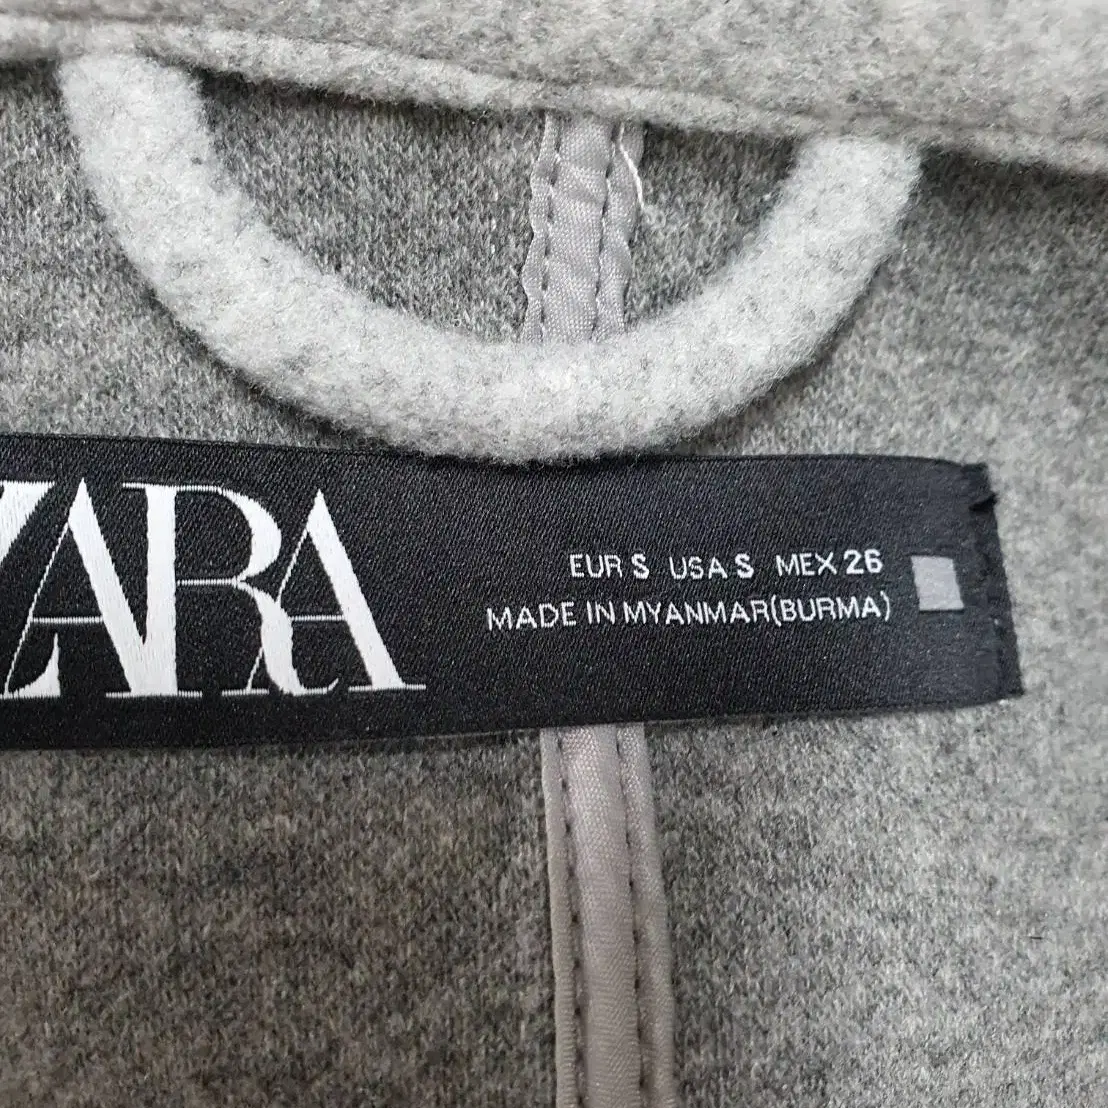 ZARA
EUR S USA S MEX 26
MADE IN MYANMAR(BURMA)